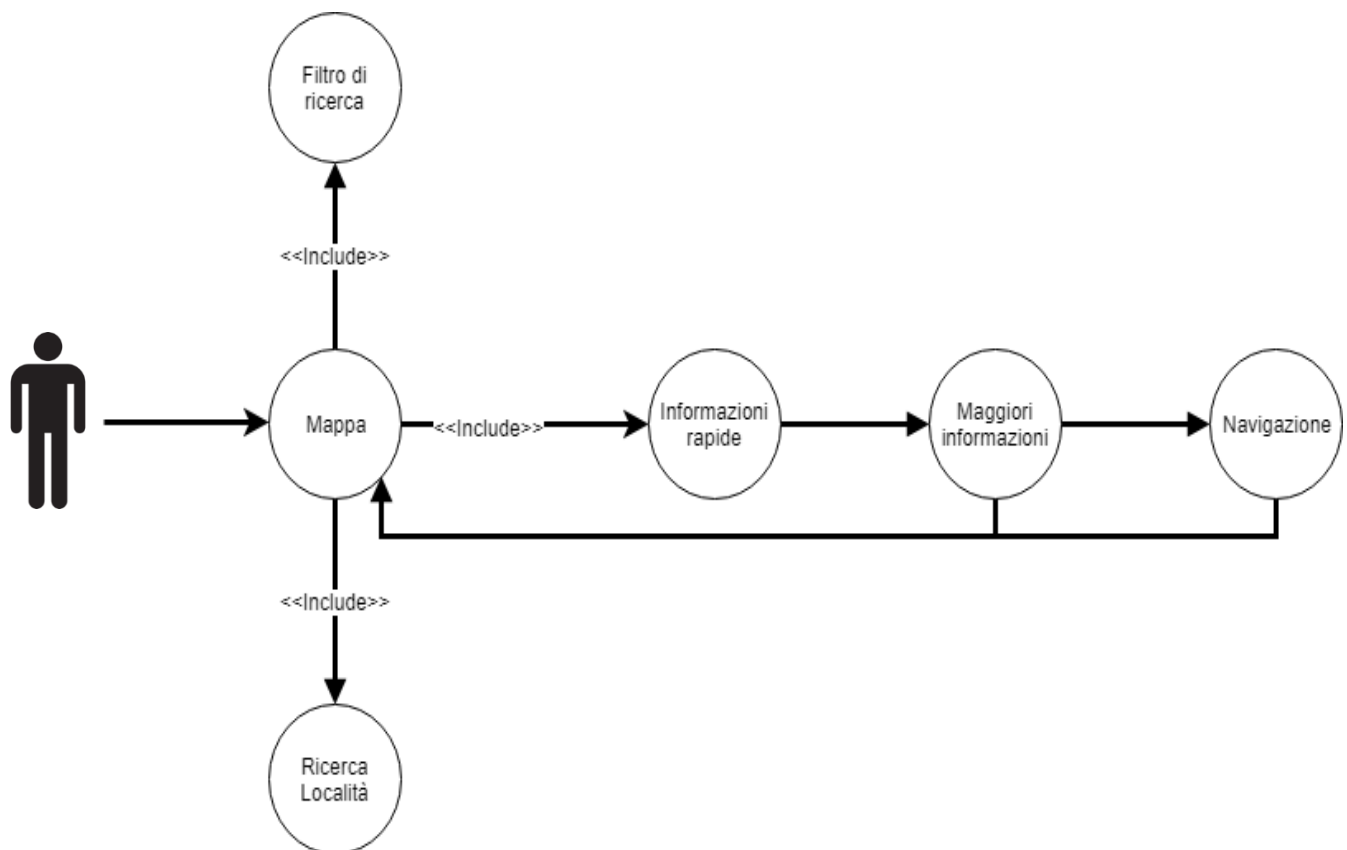 Filtro di
ricerca
<<Include>>
Mappa
<<Include>>
Informazioni
rapide
Maggiori
informazioni
Navigazione
<<Include>>
Ricerca
Località